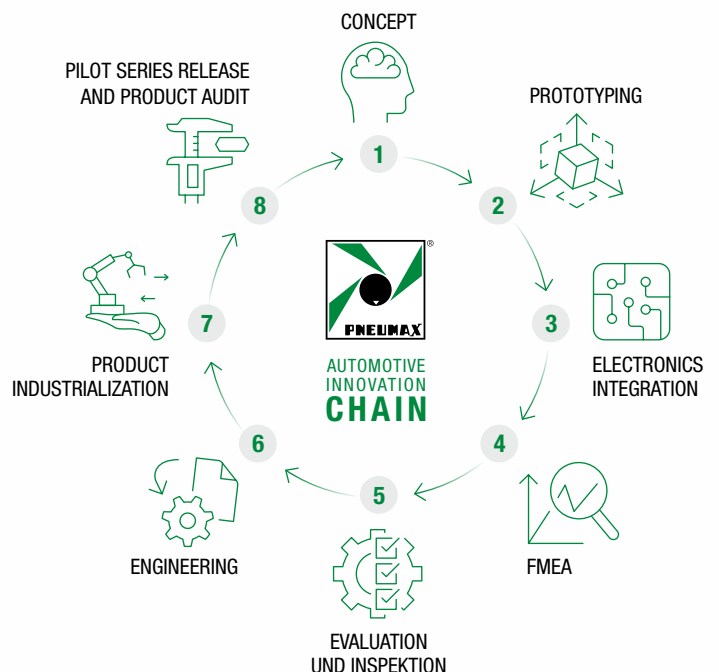 CONCEPT
1
PROTOTYPING
2
3
ELECTRONICS
INTEGRATION
4
FMEA
5
EVALUATION
UND INSPEKTION
6
ENGINEERING
7
PRODUCT
INDUSTRIALIZATION
8
PILOT SERIES RELEASE
AND PRODUCT AUDIT
®
PNEUMAX
AUTOMOTIVE
INNOVATION
CHAIN